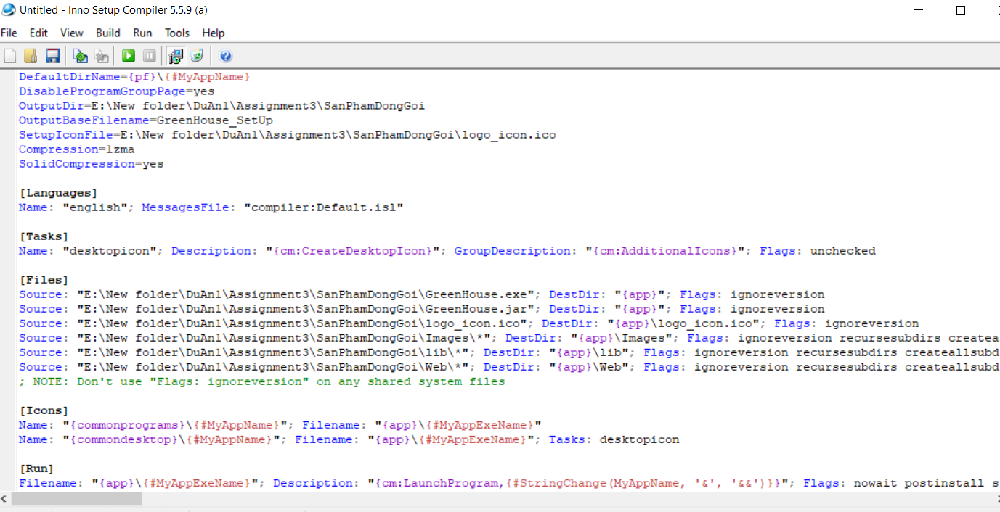 Untitled - Inno Setup Compiler 5.5.9 (a)
File Edit View Build Run Tools Help
DefaultDirName={pf}\{#MyAppName}
DisableProgramGroupPage=yes
OutputDir=E:\New folder\DuAn1\Assignment3\SanPhamDongGoi
OutputBaseFilename=GreenHouse_SetUp
SetupIconFile=E:\New folder\DuAn1\Assignment3\SanPhamDongGoi\logo_icon.ico
Compression=lzma
SolidCompression=yes
[Languages]
Name: "english"; MessagesFile: "compiler:Default.isl"
[Tasks]
Name: "desktopicon"; Description: "{cm:CreateDesktopIcon}"; GroupDescription: "{cm:AdditionalIcons}"; Flags: unchecked
[Files]
Source: "E:\New folder\DuAn1\Assignment3\SanPhamDongGoi\GreenHouse.exe"; DestDir: "{app}"; Flags: ignoreversion
Source: "E:\New folder\DuAn1\Assignment3\SanPhamDongGoi\GreenHouse.jar"; DestDir: "{app}"; Flags: ignoreversion
Source: "E:\New folder\DuAn1\Assignment3\SanPhamDongGoi\logo_icon.ico"; DestDir: "{app}\logo_icon.ico"; Flags: ignoreversion
Source: "E:\New folder\DuAn1\Assignment3\SanPhamDongGoi\Images\*"; DestDir: "{app}\Images"; Flags: ignoreversion recursesubdirs createa
Source: "E:\New folder\DuAn1\Assignment3\SanPhamDongGoi\lib\*"; DestDir: "{app}\lib"; Flags: ignoreversion recursesubdirs createallsubd
Source: "E:\New folder\DuAn1\Assignment3\SanPhamDongGoi\Web\*"; DestDir: "{app}\Web"; Flags: ignoreversion recursesubdirs createallsubd
; NOTE: Don't use "Flags: ignoreversion" on any shared system files
[Icons]
Name: "{commonprograms}\{#MyAppName}"; Filename: "{app}\{#MyAppExeName}"
Name: "{commondesktop}\{#MyAppName}"; Filename: "{app}\{#MyAppExeName}"; Tasks: desktopicon
[Run]
Filename: "{app}\{#MyAppExeName}"; Description: "{cm:LaunchProgram,{#StringChange(MyAppName, '&', '&&')}}"; Flags: nowait postinstall s